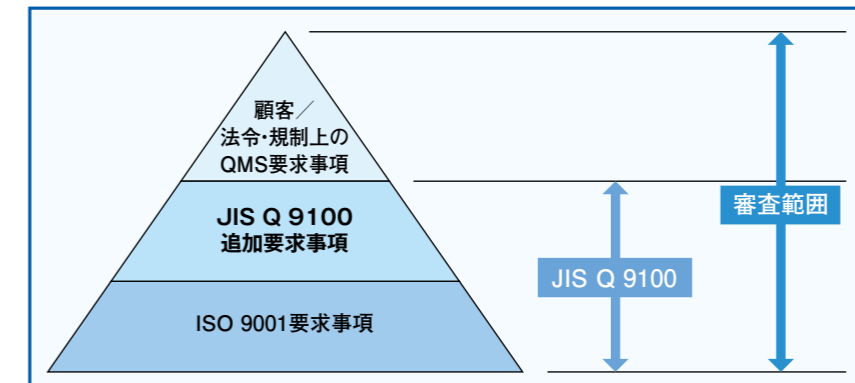 顧客／
法令・規制上の
QMS要求事項
JIS Q 9100
追加要求事項
ISO 9001要求事項
JIS Q 9100
審査範囲